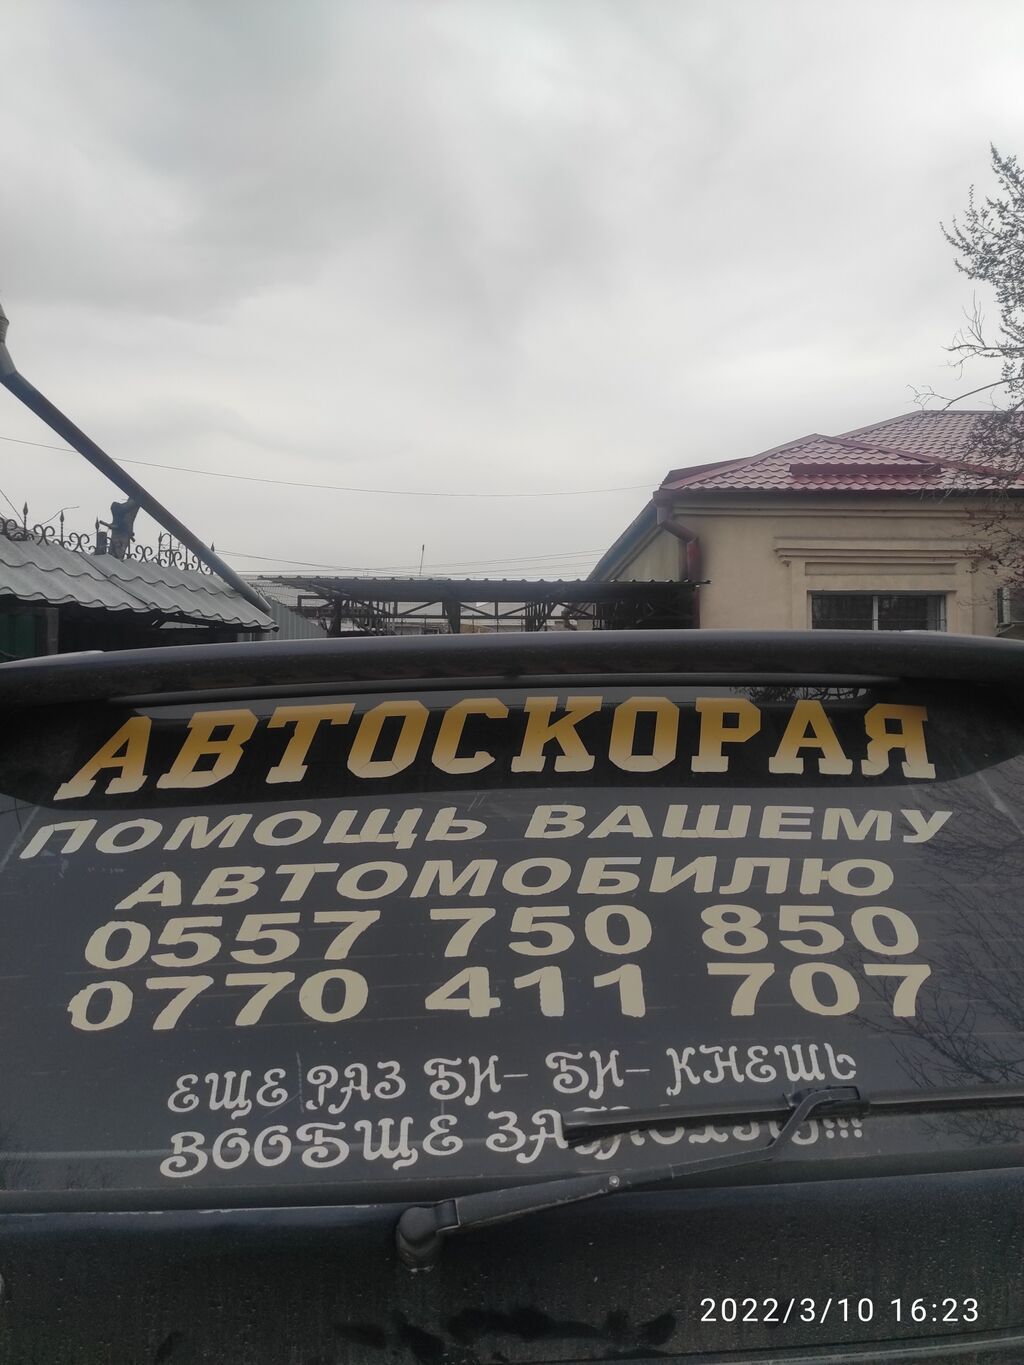 АВТОСКОРАЯ
ПОМОЩЬ ВАШЕМУ
АВТОМОБИЛЮ
0557 750 850
0770 411 707
ЕЩЕ РАЗ БИ- БИ- КНЕШЬ
ВООБЩЕ
2022/3/10 16:23